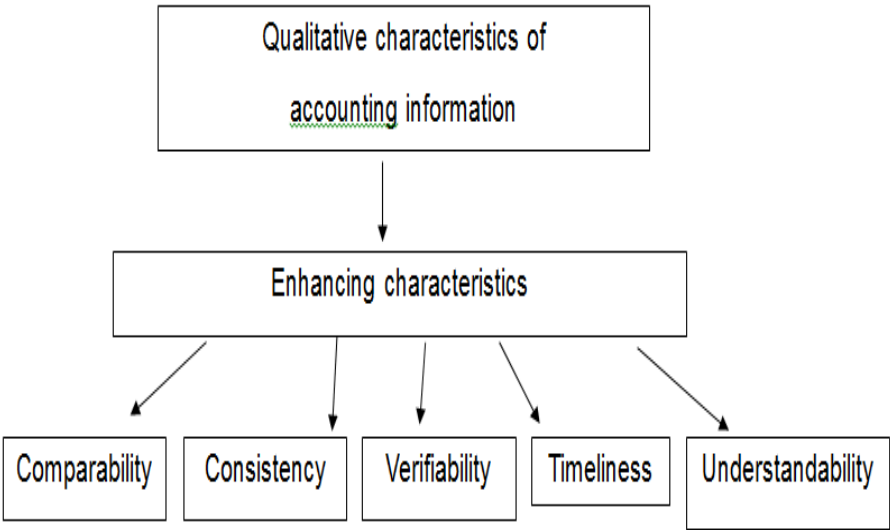 Qualitative characteristics of
accounting information
Enhancing characteristics
Comparability
Consistency
Verifiability
Timeliness
Understandability